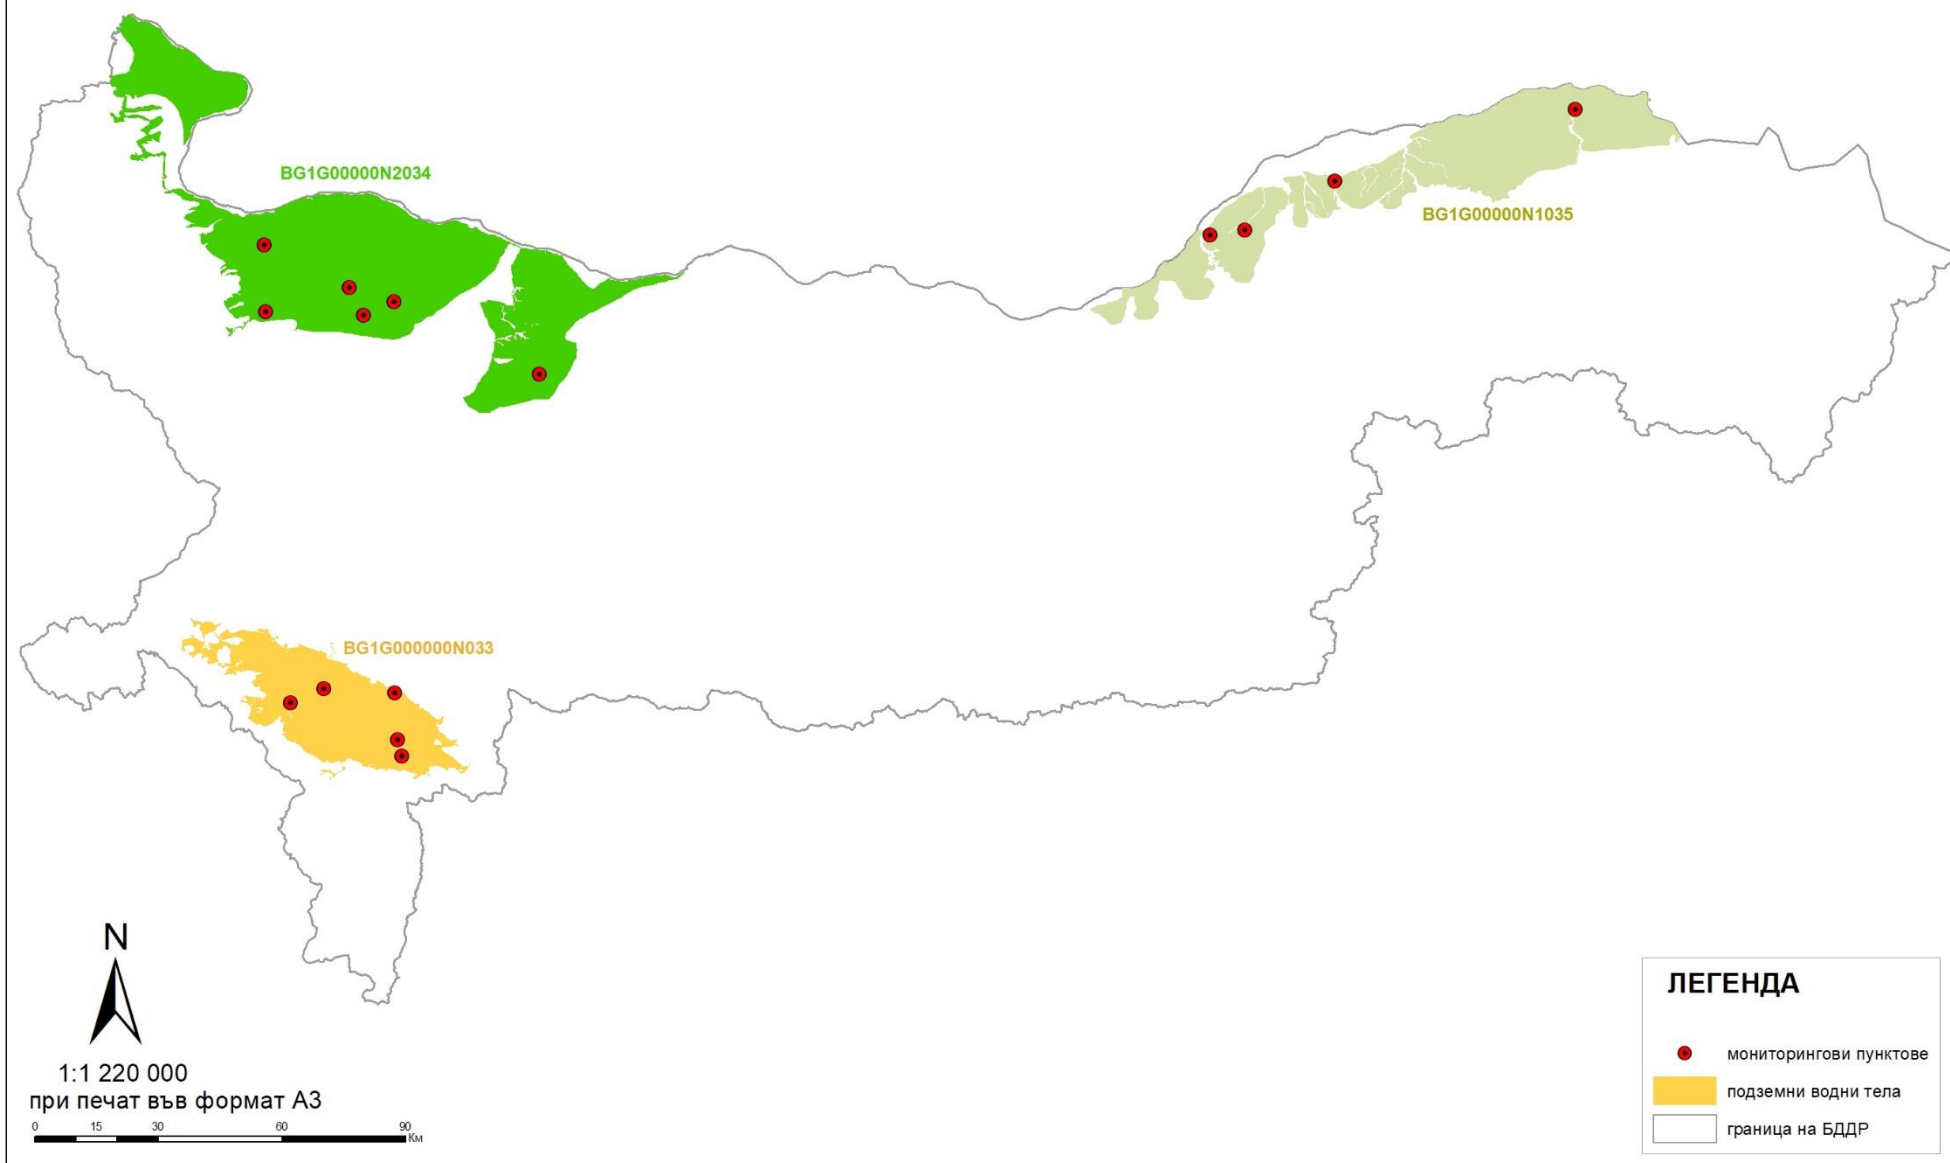 BG1G00000N2034
BG1G00000N1035
BG1G000000N033
N
1:1 220 000
при печат във формат А3
0 15 30 60 90
Км
ЛЕГЕНДА
мониторингови пунктове
подземни водни тела
граница на БДДР